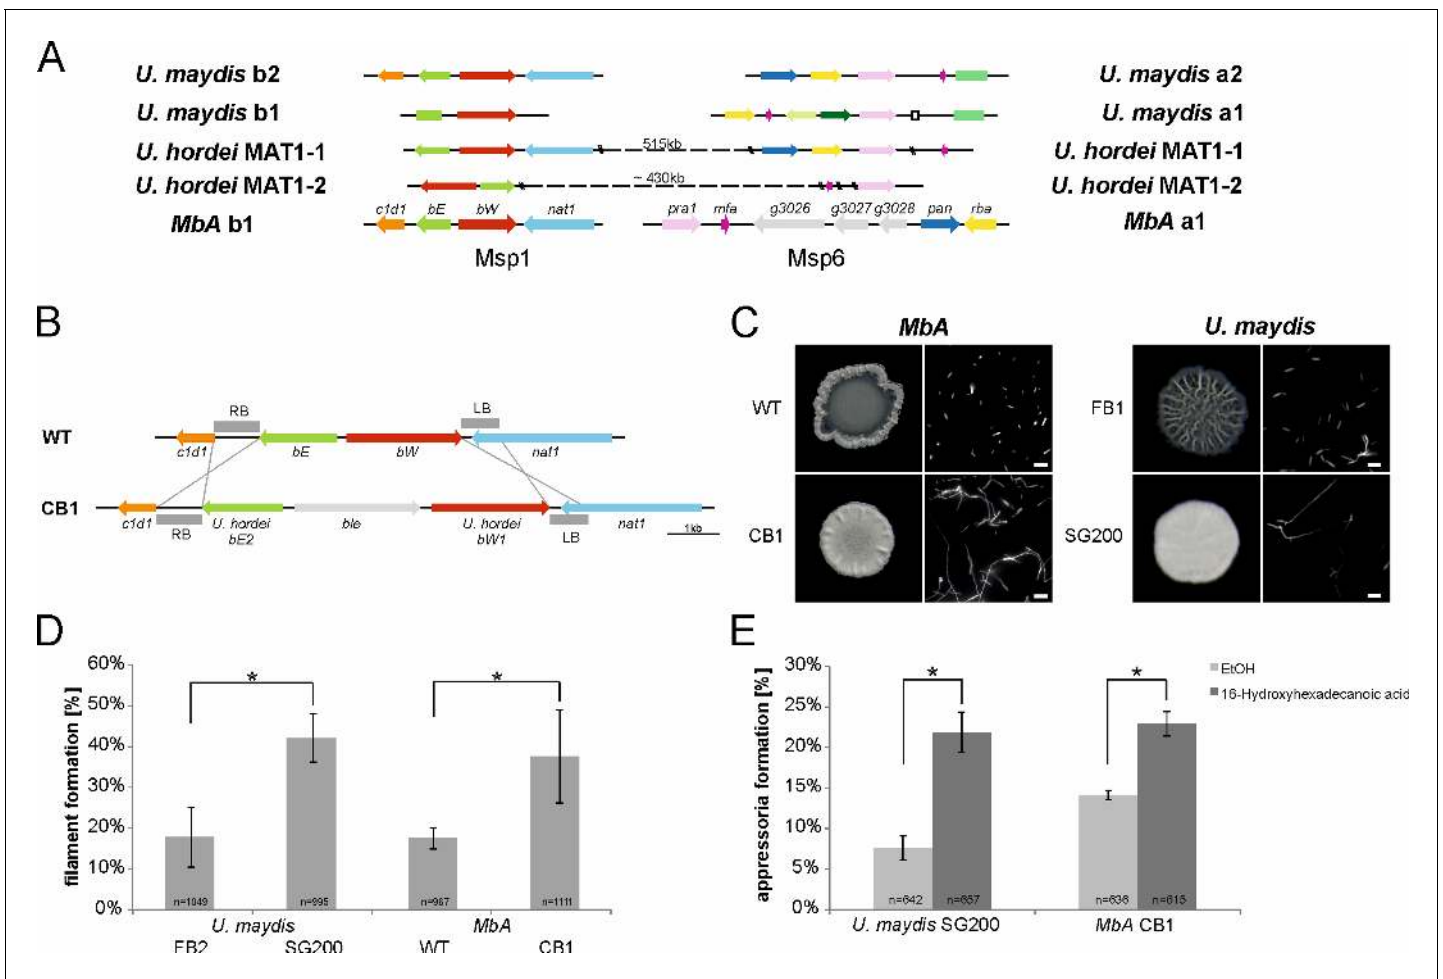 A
U. maydis b2
U. maydis a2
U. maydis b1
U. maydis a1
U. hordei MAT1-1
515kb
U. hordei MAT1-1
U. hordei MAT1-2
~ 430kb
U. hordei MAT1-2
c1d1 bE bW nat1 pra1 mfa g3026 g3027 g3028 pan rba
MbA b1
MbA a1
Msp1 Msp6
B
RB LB
WT
c1d1 bE bW nat1
CB1
c1d1 RB U. hordei bE2 ble U. hordei bW1 LB nat1
1kb
C
MbA U. maydis
WT FB1
CB1 SG200
D
filament formation [%]
60%
50%
40%
30%
20%
10%
0%
* *
n=1049 n=995 n=987 n=1111
U. maydis MbA
FB2 SG200 WT CB1
E
appressoria formation [%]
30%
25%
20%
15%
10%
5%
0%
* *
EtOH
16-Hydroxyhexadecanoic acid
n=642 n=657 n=636 n=615
U. maydis SG200 MbA CB1